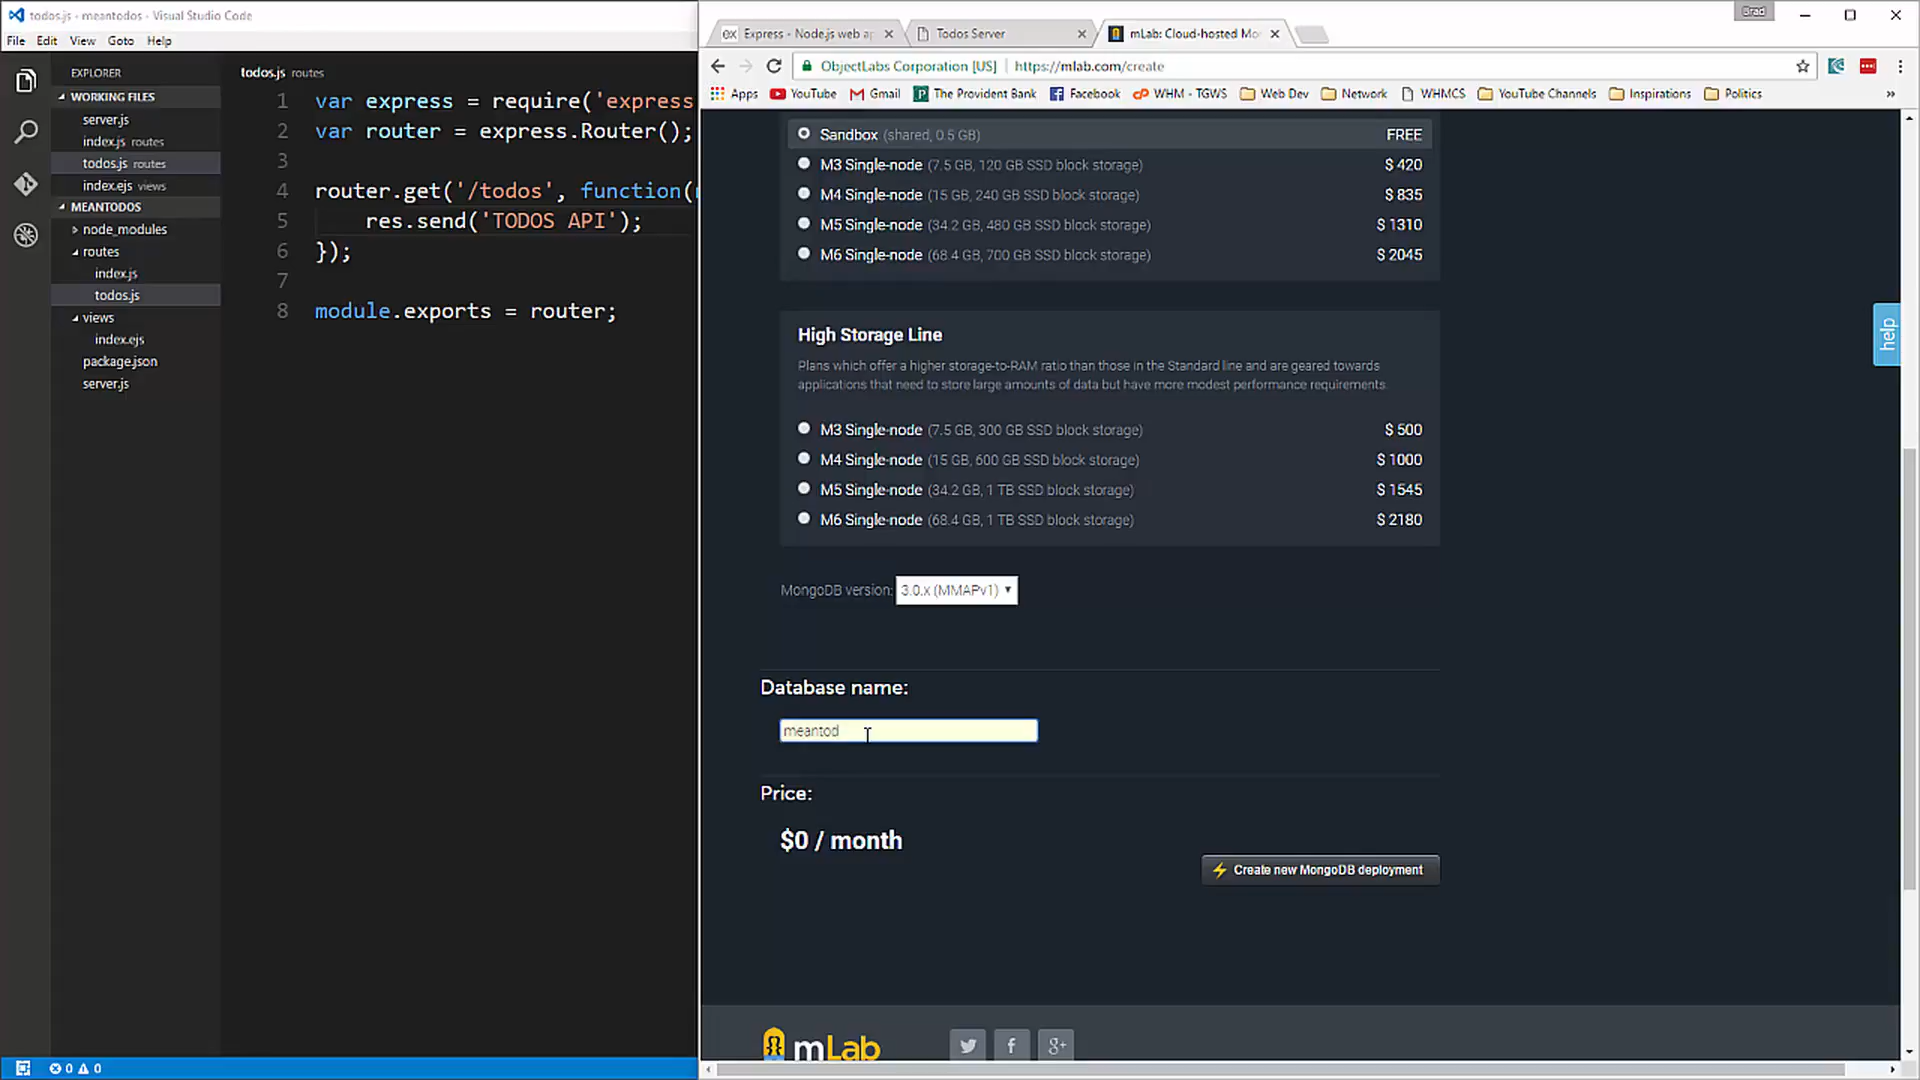 todos.js - meantodos - Visual Studio Code
File Edit View Goto Help
EXPLORER
WORKING FILES
server.js
index.js routes
todos.js routes
index.ejs views
MEANTODOS
node_modules
routes
index.js
todos.js
views
index.ejs
package.json
server.js
todos.js routes
1 var express = require('express
2 var router = express.Router();
3
4 router.get('/todos', function(
5 res.send('TODOS API');
6 });
7
8 module.exports = router;
0 0
Brad
Express - Node.js web ap
Todos Server
mLab: Cloud-hosted Mo
ObjectLabs Corporation [US] https://mlab.com/create
Apps YouTube Gmail The Provident Bank Facebook WHM - TGWS Web Dev Network WHMCS YouTube Channels Inspirations Politics »
Sandbox (shared, 0.5 GB) FREE
M3 Single-node (7.5 GB, 120 GB SSD block storage) $ 420
M4 Single-node (15 GB, 240 GB SSD block storage) $ 835
M5 Single-node (34.2 GB, 480 GB SSD block storage) $ 1310
M6 Single-node (68.4 GB, 700 GB SSD block storage) $ 2045
High Storage Line
Plans which offer a higher storage-to-RAM ratio than those in the Standard line and are geared towards
applications that need to store large amounts of data but have more modest performance requirements.
M3 Single-node (7.5 GB, 300 GB SSD block storage) $ 500
M4 Single-node (15 GB, 600 GB SSD block storage) $ 1000
M5 Single-node (34.2 GB, 1 TB SSD block storage) $ 1545
M6 Single-node (68.4 GB, 1 TB SSD block storage) $ 2180
MongoDB version: 3.0.x (MMAPv1)
Database name:
meantod
Price:
$0 / month
Create new MongoDB deployment
help
mLab
f g+